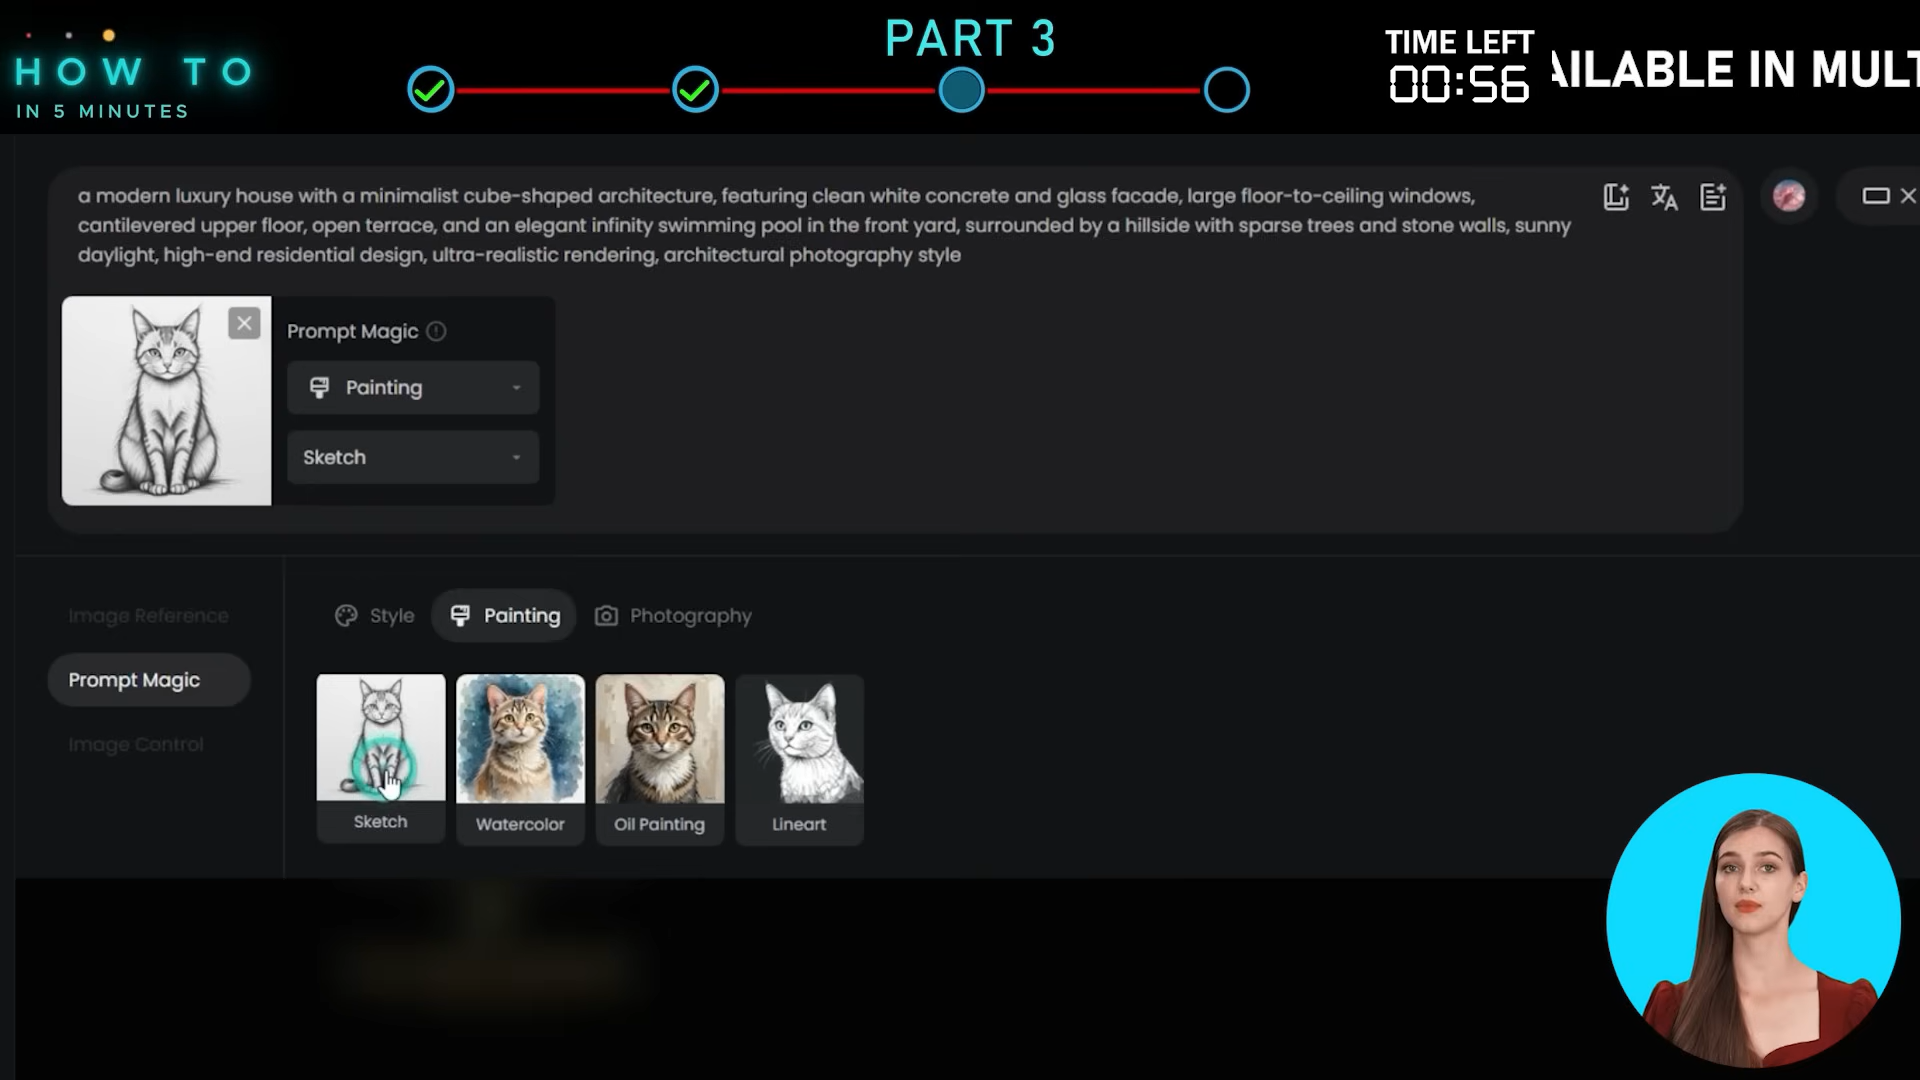 HOW TO
IN 5 MINUTES
PART 3
TIME LEFT
00:56
AILABLE IN MULT
a modern luxury house with a minimalist cube-shaped architecture, featuring clean white concrete and glass facade, large floor-to-ceiling windows,
cantilevered upper floor, open terrace, and an elegant infinity swimming pool in the front yard, surrounded by a hillside with sparse trees and stone walls, sunny
daylight, high-end residential design, ultra-realistic rendering, architectural photography style
Prompt Magic
Painting
Sketch
Image Reference
Prompt Magic
Image Control
Style
Painting
Photography
Sketch
Watercolor
Oil Painting
Lineart